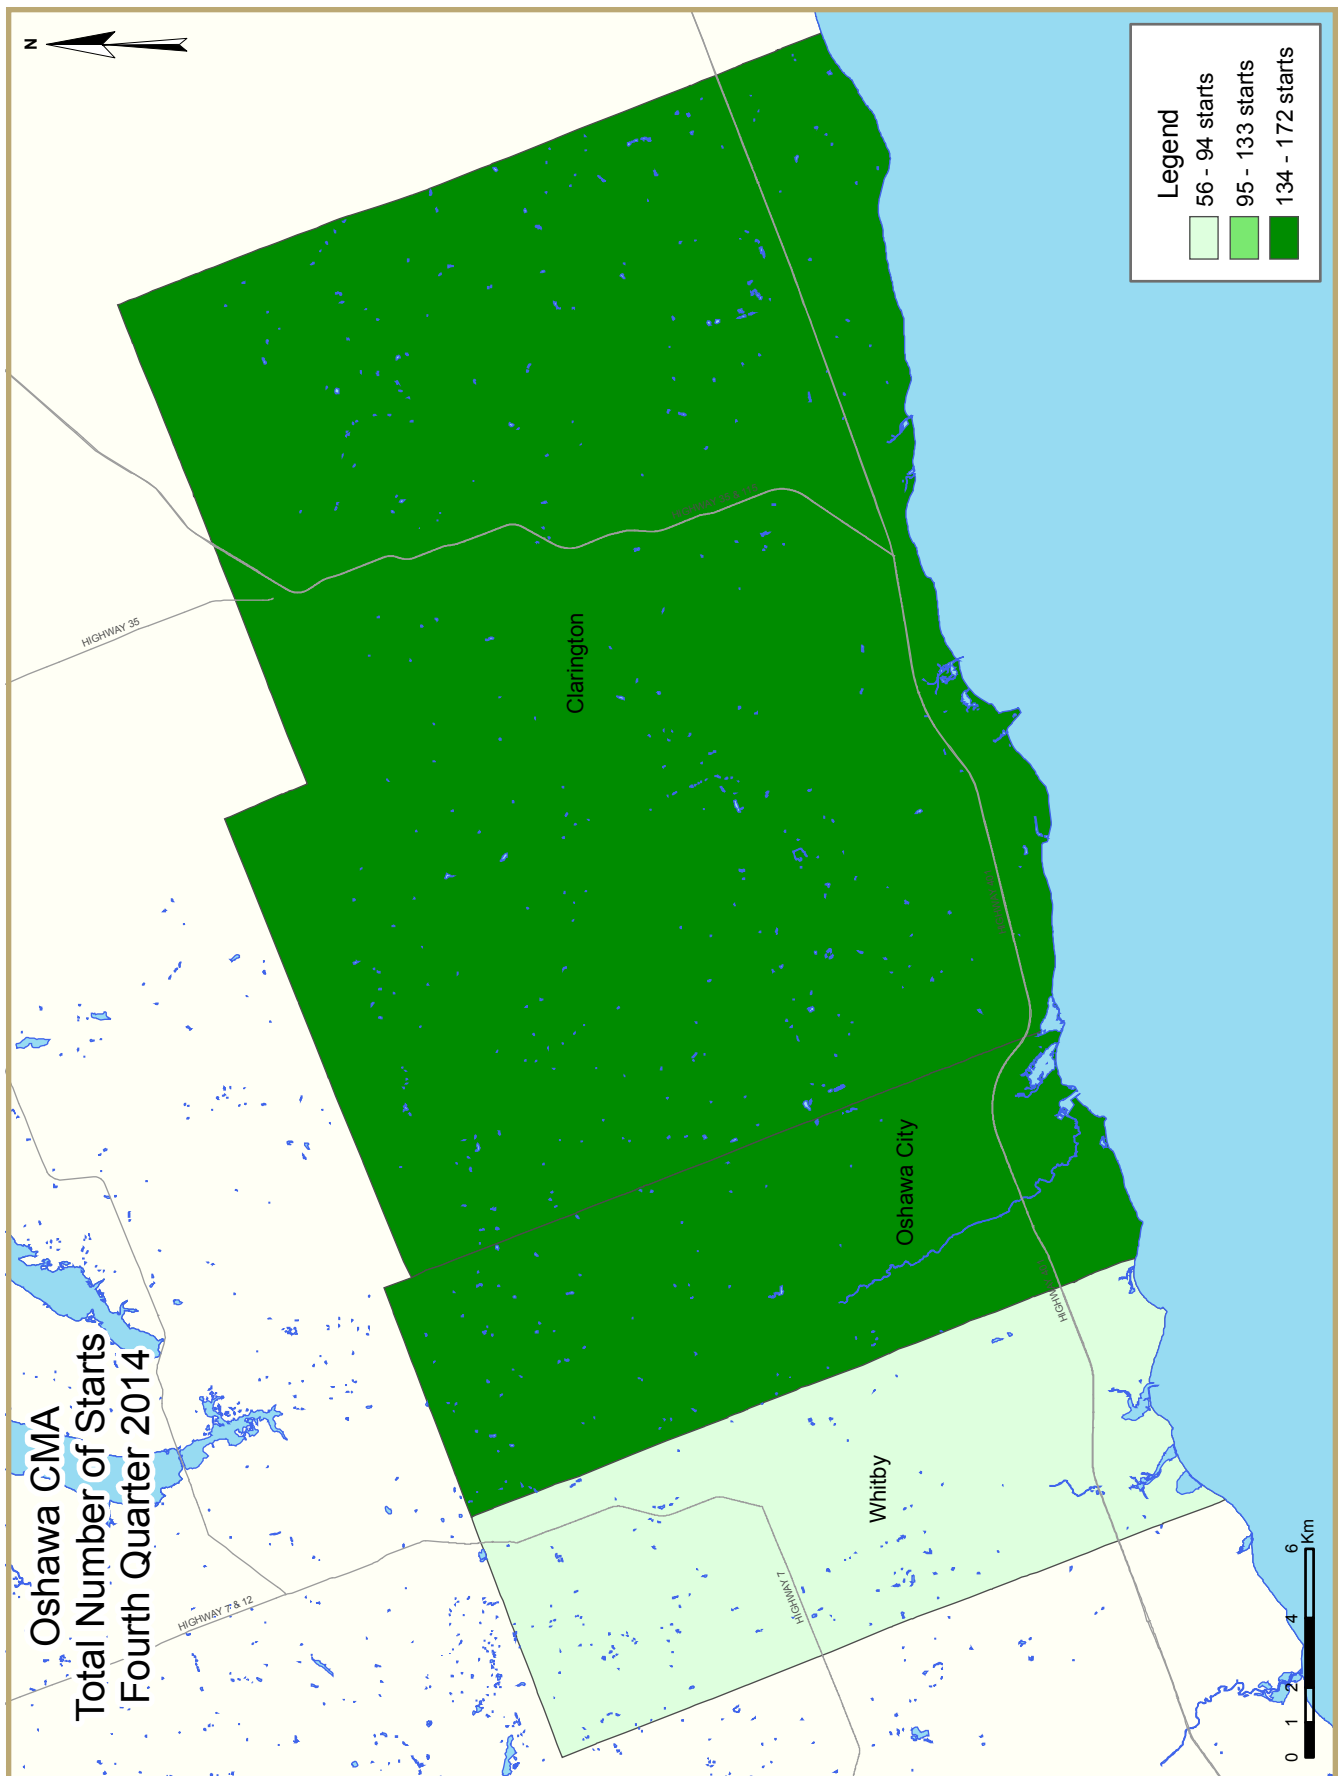 Oshawa CMA
Total Number of Starts
Fourth Quarter 2014
N
HIGHWAY 7 & 12
HIGHWAY 35
Clarington
Oshawa City
Whitby
HIGHWAY 7
Legend
56 - 94 starts
95 - 133 starts
134 - 172 starts
0 1 2 4 6
Km